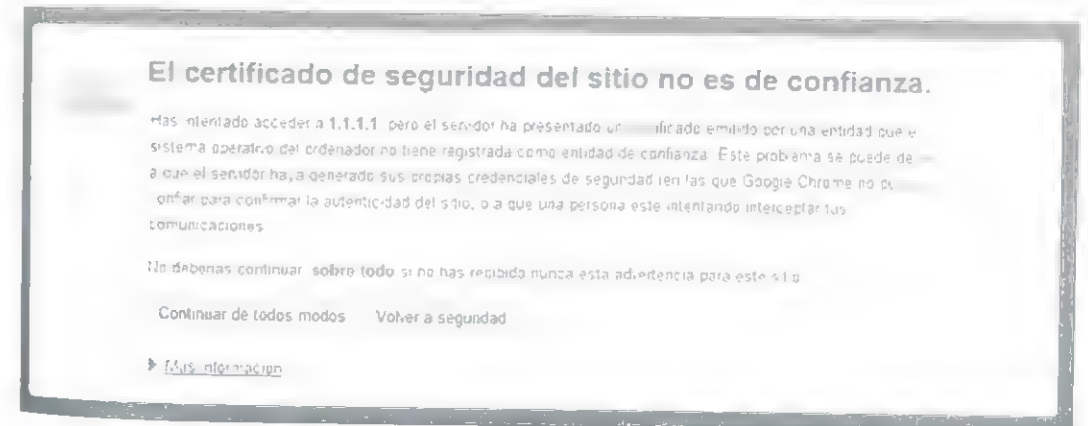 El certificado de seguridad del sitio no es de confianza.
Has intentado acceder a 1.1.1.1 pero el servidor ha presentado un ificado emitido por una entidad que e
sistema operativo del ordenador no tiene registrada como entidad de confianza. Este problema se puede de
a que el servidor haya generado sus propias credenciales de seguridad (en las que Google Chrome no pu
onfiar para confirmar la autenticidad del sitio, o a que una persona esté intentando interceptar tus
comunicaciones
No deberías continuar, sobre todo si no has recibido nunca esta advertencia para este sitio
Continuar de todos modos Volver a seguridad
Más información